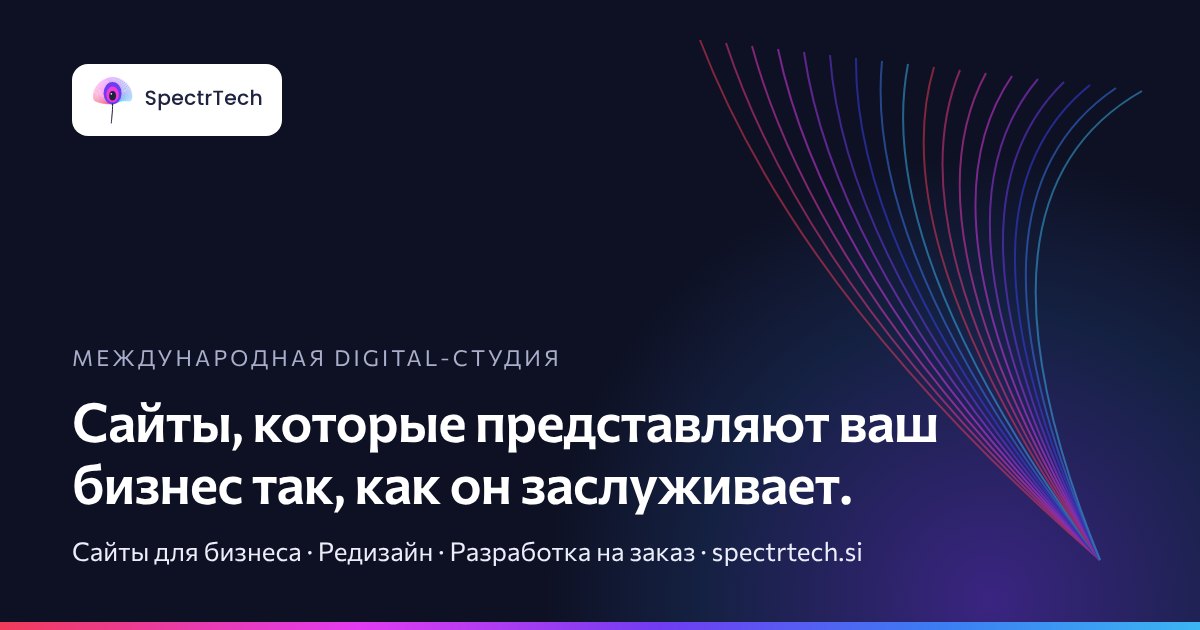 SpectrTech
МЕЖДУНАРОДНАЯ DIGITAL-СТУДИЯ
Сайты, которые представляют ваш
бизнес так, как он заслуживает.
Сайты для бизнеса · Редизайн · Разработка на заказ · spectrtech.si